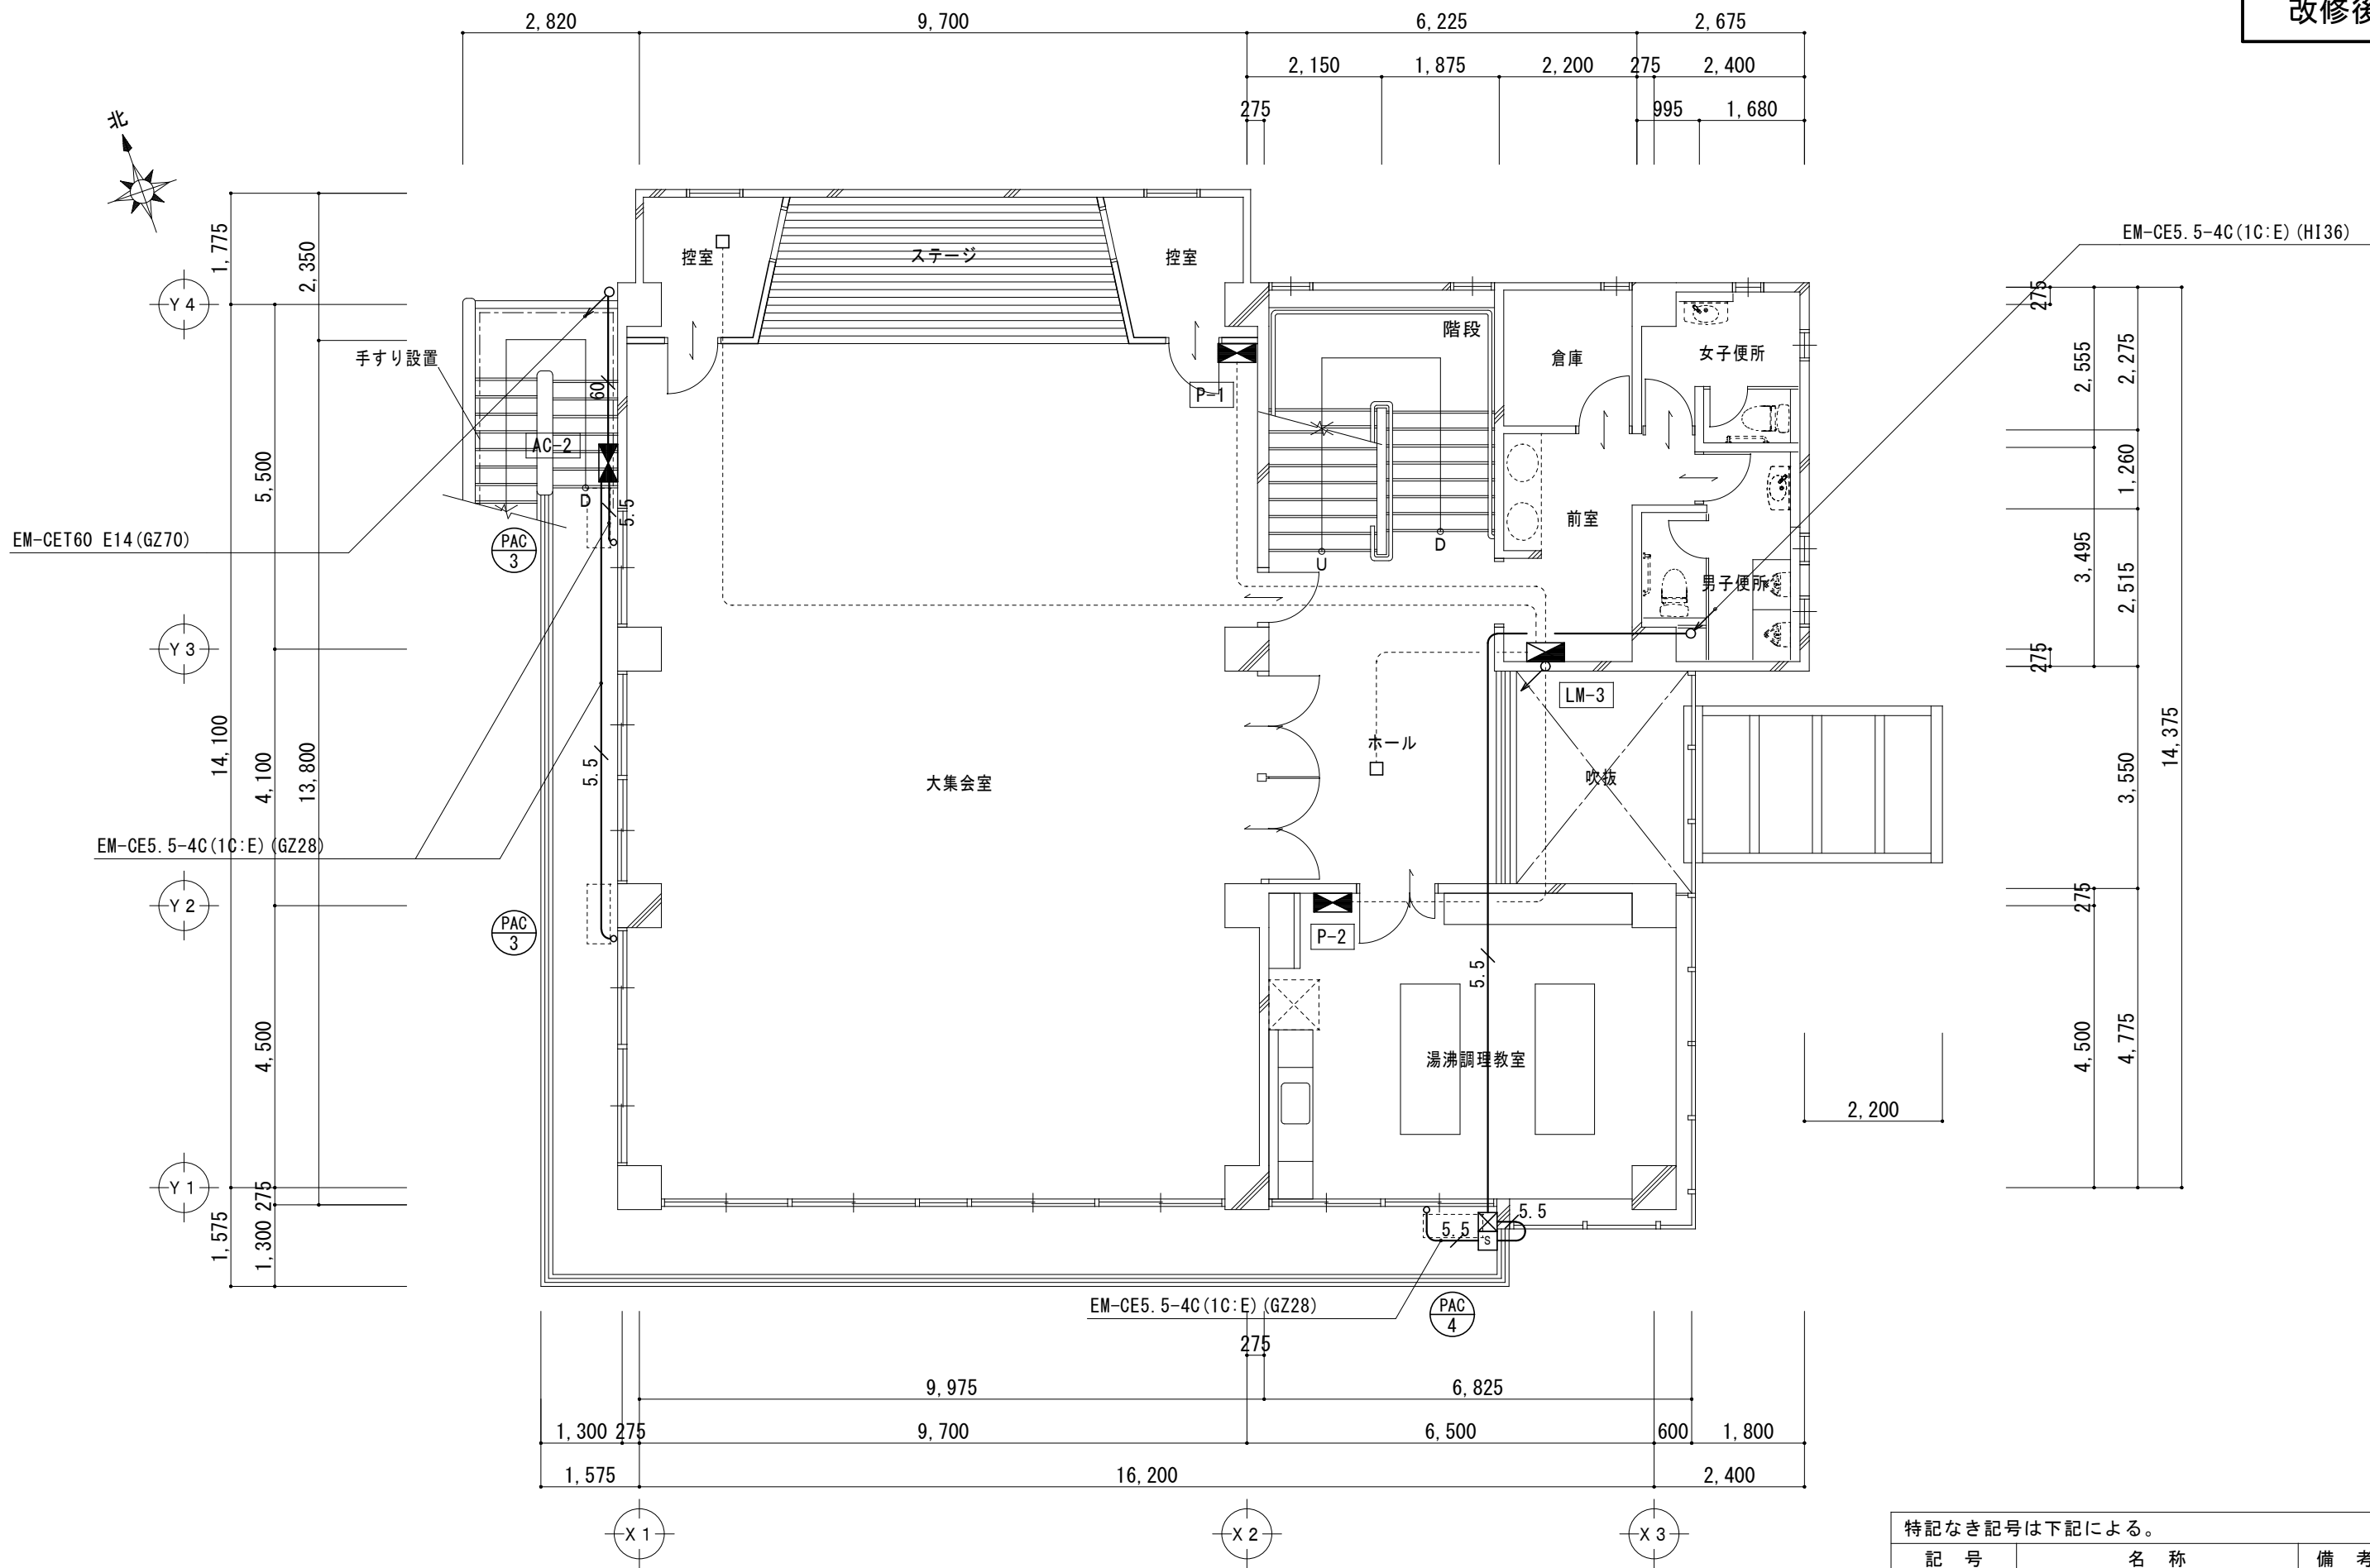 改修後
2,820
9,700
6,225
2,675
2,150
1,875
2,200
275
2,400
275
995
1,680
北
EM-CE5.5-4C(1C:E)(HI36)
1,775
2,350
Y4
控室
ステージ
控室
階段
倉庫
女子便所
275
2,555
2,275
手すり設置
60
P-1
AC-2
5,500
D
5.5
1,260
前室
EM-CET60 E14(GZ70)
PAC
3
U
D
男子便所
3,495
2,515
Y3
275
LM-3
14,100
4,100
13,800
5.5
大集会室
ホール
吹抜
3,550
14,375
EM-CE5.5-4C(1C:E)(GZ28)
Y2
PAC
3
P-2
275
5.5
4,500
湯沸調理教室
4,500
4,775
2,200
Y1
275
1,575
1,300
5.5
5.5
S
EM-CE5.5-4C(1C:E)(GZ28)
PAC
4
275
9,975
6,825
1,300
275
9,700
6,500
600
1,800
1,575
16,200
2,400
X1
X2
X3
特記なき記号は下記による。
記 号
名 称
備 考